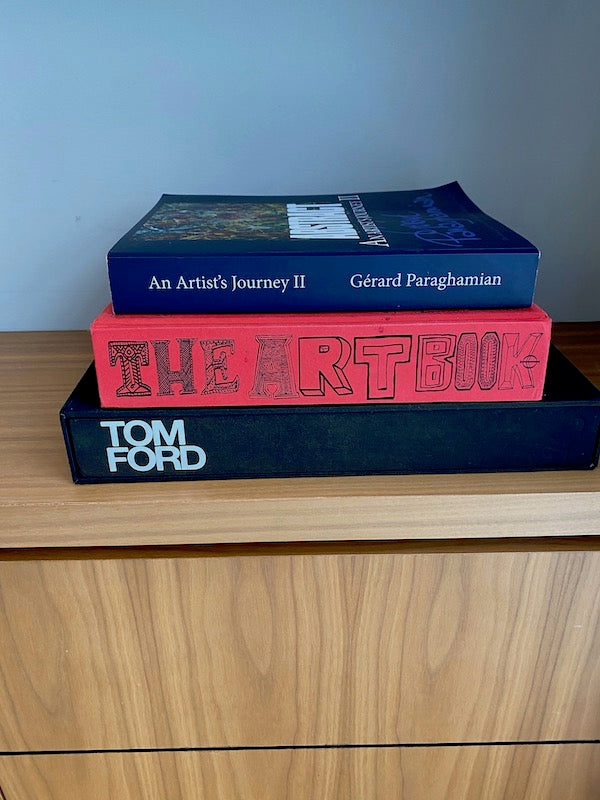 An Artist's Journey II Gérard Paraghamian
THE ART BOOK
TOM
FORD